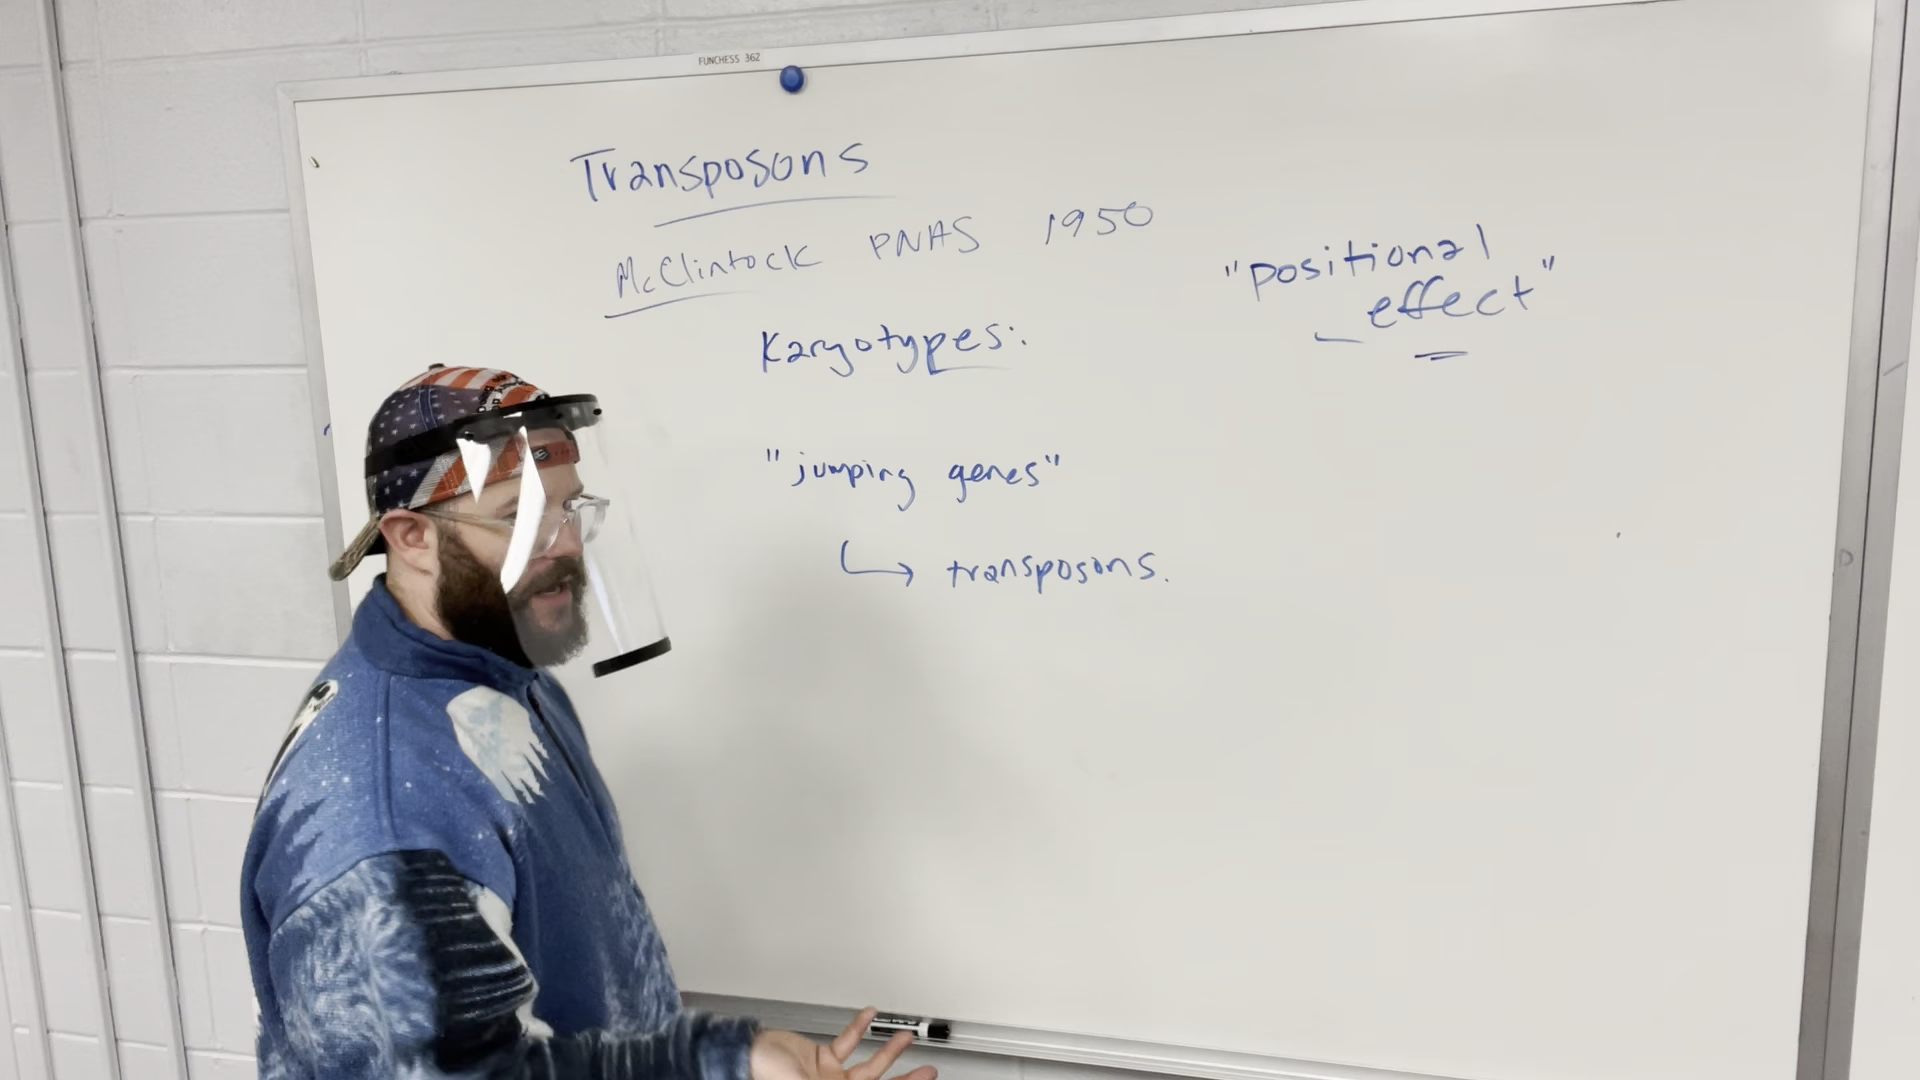 FUNCHESS 362
Transposons
McClintock PNAS 1950
Karyotypes:
"positional
effect"
"jumping genes"
↳ transposons.